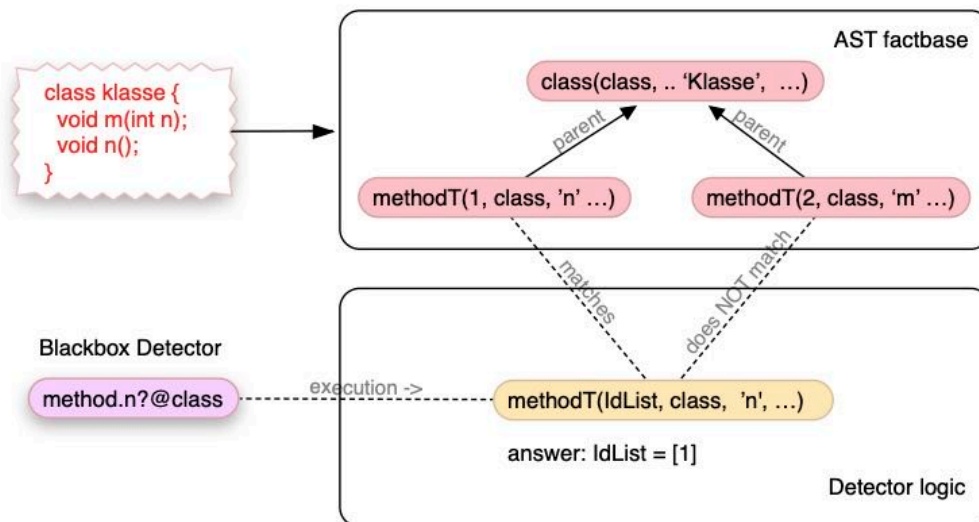 AST factbase
class klasse {
void m(int n);
void n();
}
class(class, .. ‘Klasse’, …)
parent
parent
methodT(1, class, ’n’ …)
methodT(2, class, ‘m’ …)
matches
does NOT match
Blackbox Detector
method.n?@class
execution ->
methodT(IdList, class, 'n', …)
answer: IdList = [1]
Detector logic